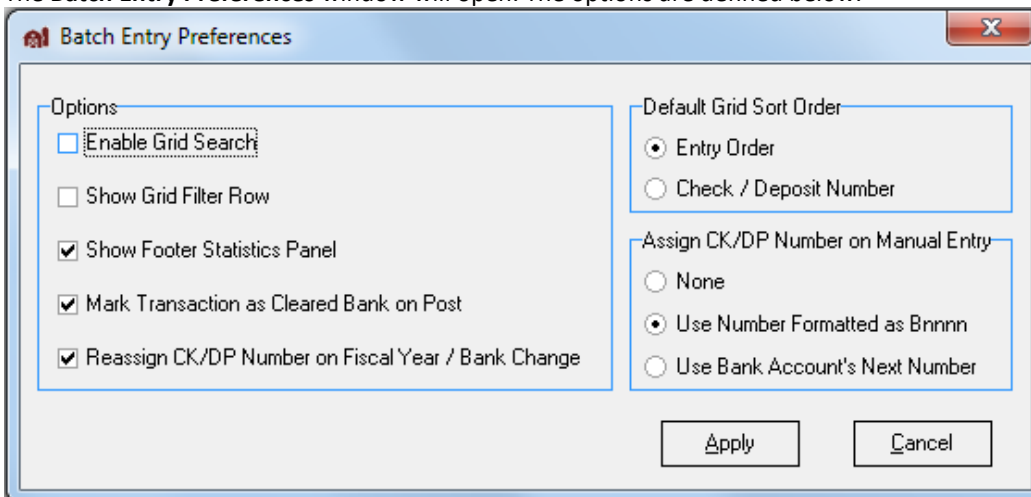 The Batch Entry Preferences window will open. The options are defined below.
Batch Entry Preferences
Options
Enable Grid Search
Show Grid Filter Row
Show Footer Statistics Panel
Mark Transaction as Cleared Bank on Post
Reassign CK/DP Number on Fiscal Year / Bank Change
Default Grid Sort Order
Entry Order
Check / Deposit Number
Assign CK/DP Number on Manual Entry
None
Use Number Formatted as Bnnnn
Use Bank Account's Next Number
Apply
Cancel